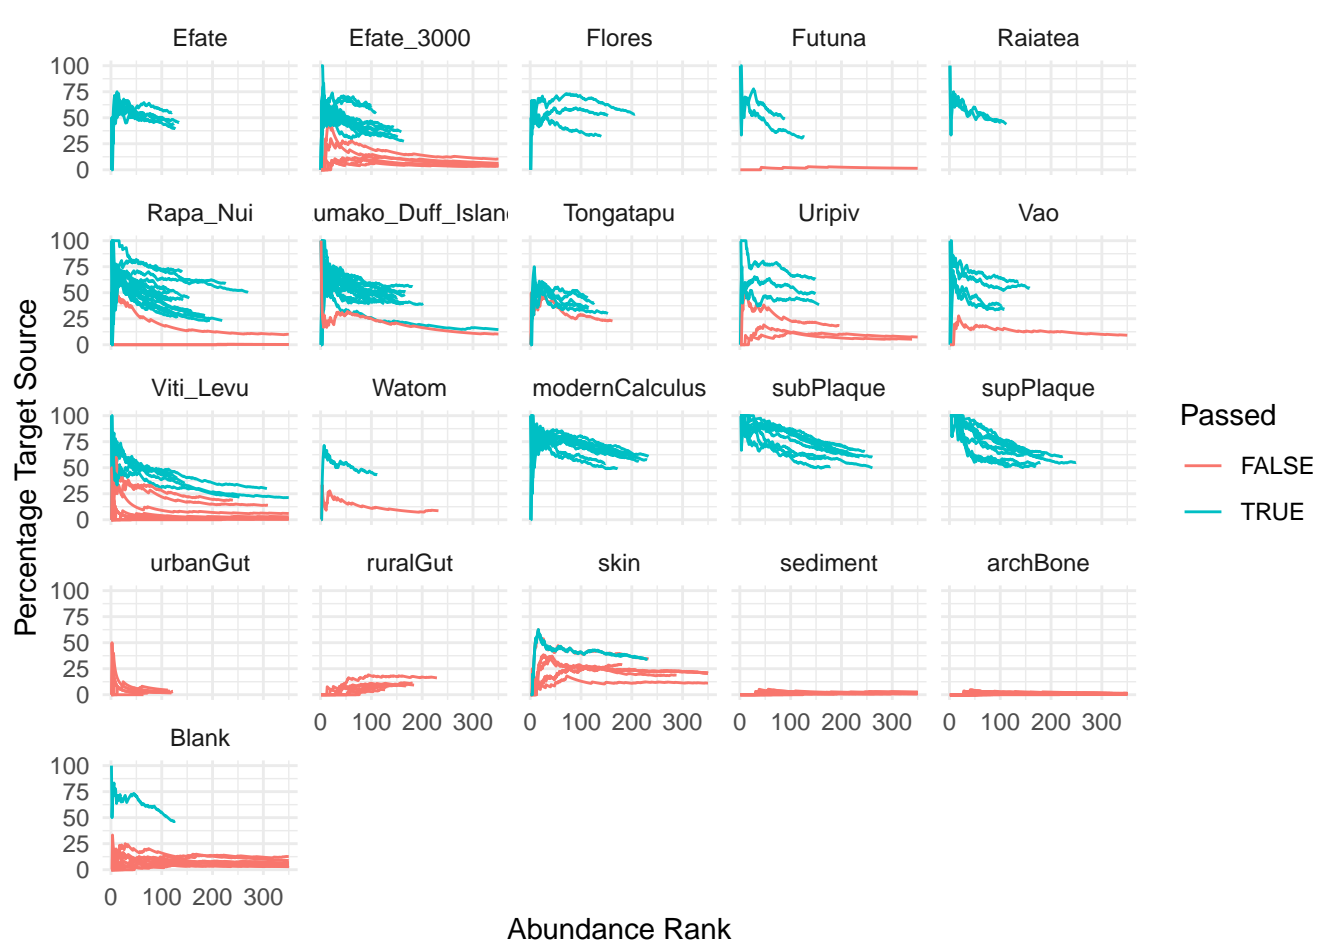 Efate Efate_3000 Flores Futuna Raiatea
100
75
50
25
0
Rapa_Nui umako_Duff_Islan Tongatapu Uripiv Vao
100
75
50
25
0
Viti_Levu Watom modernCalculus subPlaque supPlaque
100
75
50
25
0
urbanGut ruralGut skin sediment archBone
100
75
50
25
0
0 100 200 300 0 100 200 300 0 100 200 300 0 100 200 300
Blank
100
75
50
25
0
0 100 200 300
Abundance Rank
Percentage Target Source
Passed
FALSE
TRUE